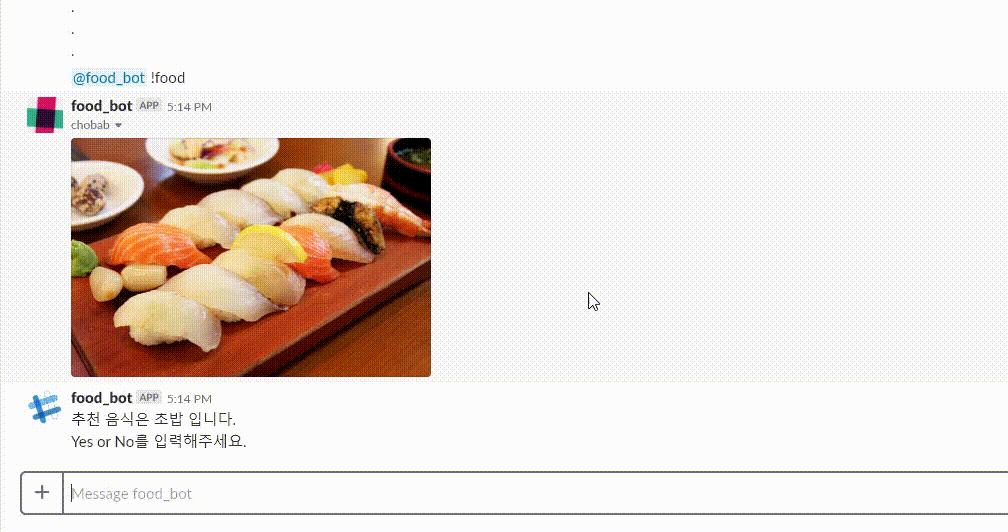 .
.
.
@food_bot !food
food_bot APP 5:14 PM
chobab
food_bot APP 5:14 PM
추천 음식은 초밥 입니다.
Yes or No를 입력해주세요.
+ Message food_bot